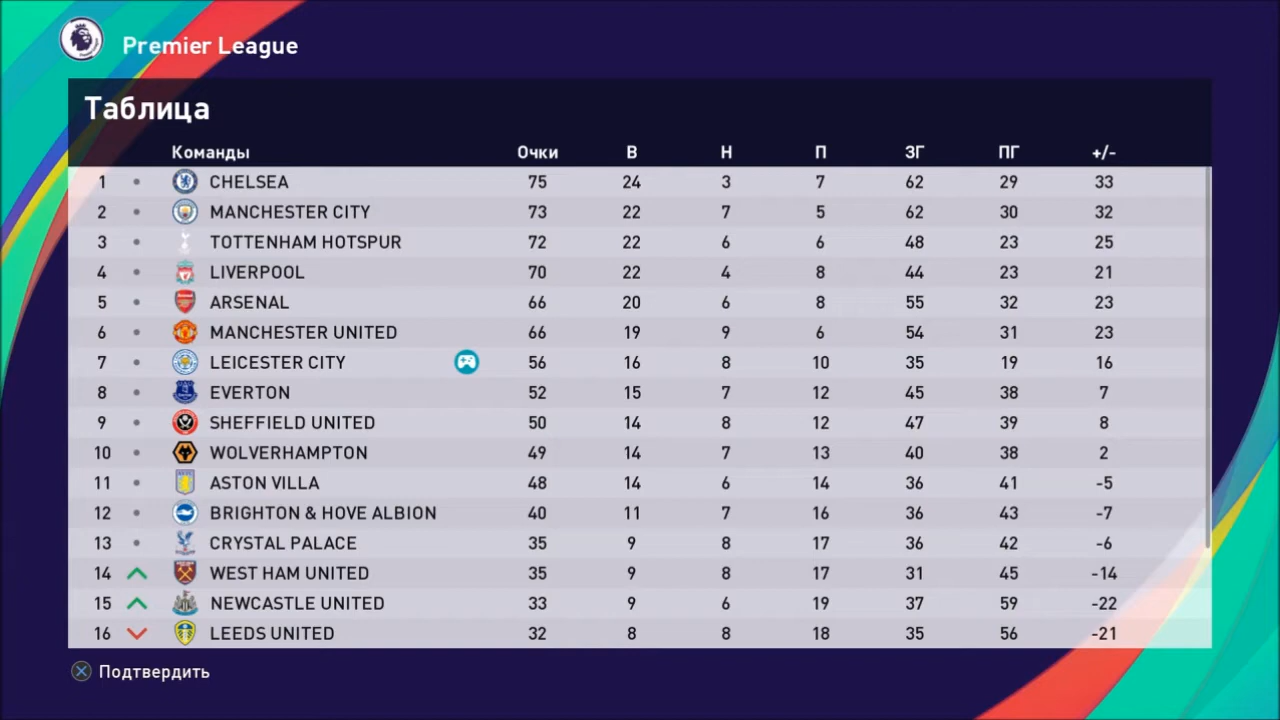 Premier League
Таблица
Команды Очки В Н П ЗГ ПГ +/-
1 CHELSEA 75 24 3 7 62 29 33
2 MANCHESTER CITY 73 22 7 5 62 30 32
3 TOTTENHAM HOTSPUR 72 22 6 6 48 23 25
4 LIVERPOOL 70 22 4 8 44 23 21
5 ARSENAL 66 20 6 8 55 32 23
6 MANCHESTER UNITED 66 19 9 6 54 31 23
7 LEICESTER CITY 56 16 8 10 35 19 16
8 EVERTON 52 15 7 12 45 38 7
9 SHEFFIELD UNITED 50 14 8 12 47 39 8
10 WOLVERHAMPTON 49 14 7 13 40 38 2
11 ASTON VILLA 48 14 6 14 36 41 -5
12 BRIGHTON & HOVE ALBION 40 11 7 16 36 43 -7
13 CRYSTAL PALACE 35 9 8 17 36 42 -6
14 WEST HAM UNITED 35 9 8 17 31 45 -14
15 NEWCASTLE UNITED 33 9 6 19 37 59 -22
16 LEEDS UNITED 32 8 8 18 35 56 -21
Подтвердить